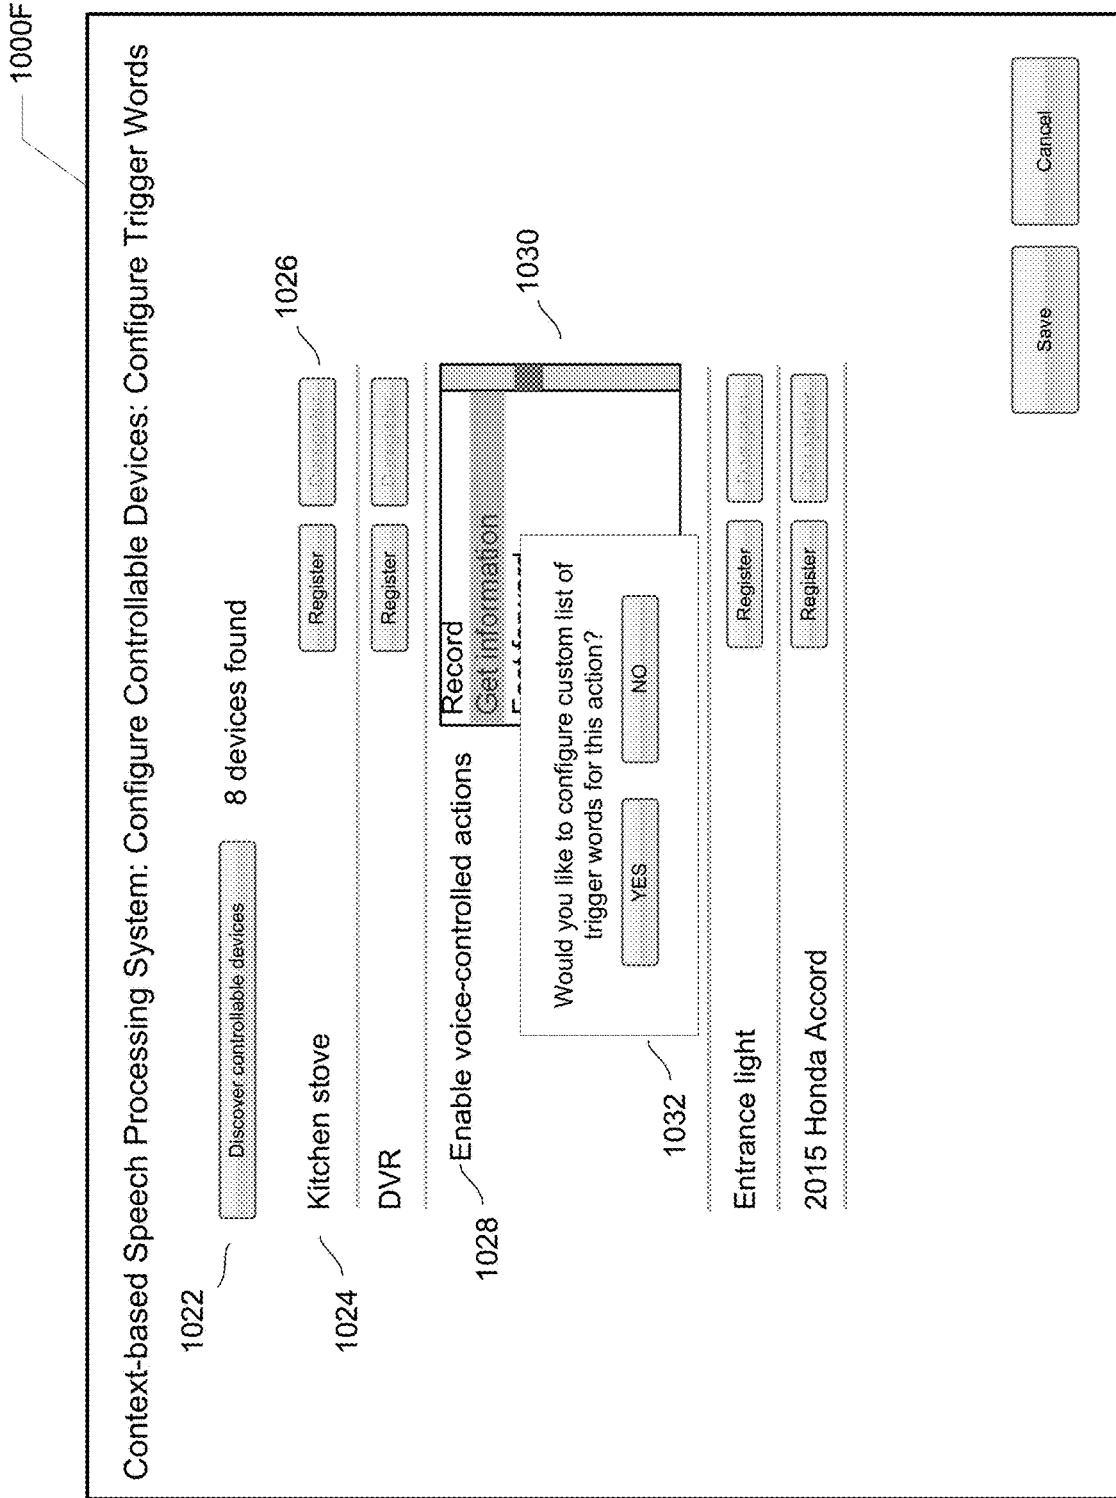 1000F
Context-based Speech Processing System: Configure Controllable Devices: Configure Trigger Words
1022
Discover controllable devices
8 devices found
1024
Kitchen stove
Register
1026
DVR
Register
1028
Enable voice-controlled actions
Record
Get information
1030
Would you like to configure custom list of
trigger words for this action?
YES
NO
1032
Entrance light
Register
2015 Honda Accord
Register
Save
Cancel